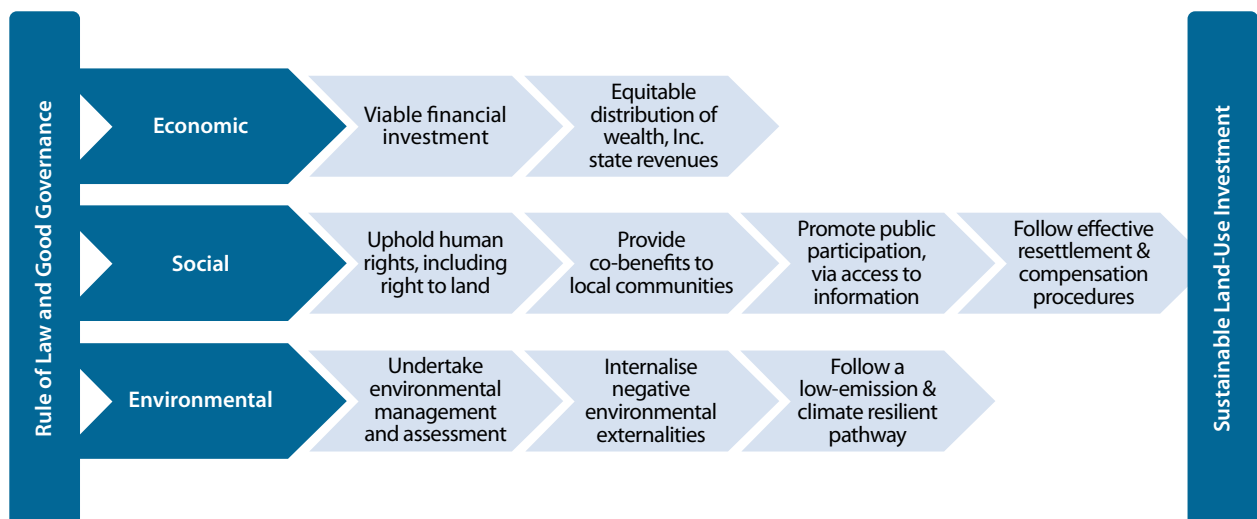 Rule of Law and Good Governance
Economic
Viable financial
investment
Equitable
distribution of
wealth, Inc.
state revenues
Social
Uphold human
rights, including
right to land
Provide
co-benefits to
local communities
Promote public
participation,
via access to
information
Follow effective
resettlement &
compensation
procedures
Environmental
Undertake
environmental
management
and assessment
Internalise
negative
environmental
externalities
Follow a
low-emission &
climate resilient
pathway
Sustainable Land-Use Investment